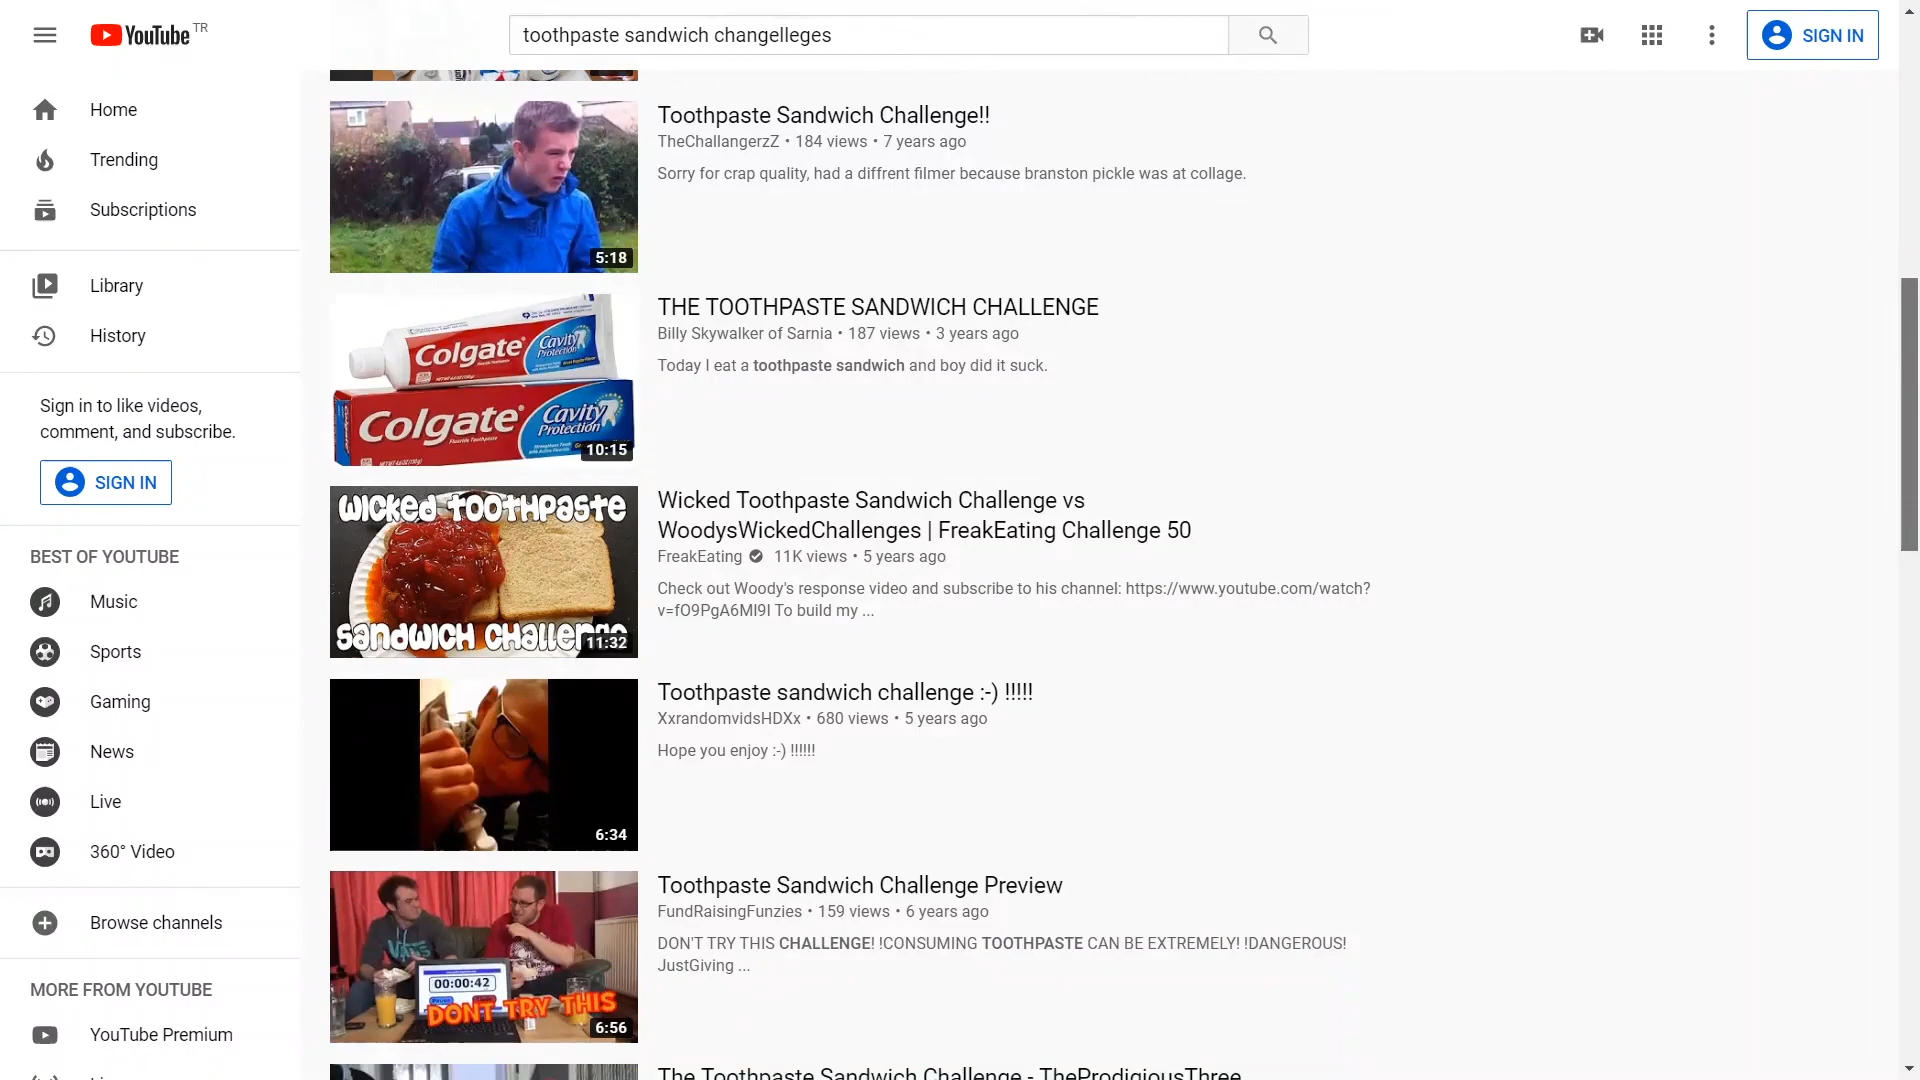 YouTube TR
toothpaste sandwich changelleges
SIGN IN
Home
Trending
Subscriptions
Library
History
Sign in to like videos,
comment, and subscribe.
SIGN IN
BEST OF YOUTUBE
Music
Sports
Gaming
News
Live
360° Video
Browse channels
MORE FROM YOUTUBE
YouTube Premium
5:18
Toothpaste Sandwich Challenge!!
TheChallangerzZ • 184 views • 7 years ago
Sorry for crap quality, had a diffrent filmer because branston pickle was at collage.
Colgate Cavity
Protection
Colgate Cavity
Protection
10:15
THE TOOTHPASTE SANDWICH CHALLENGE
Billy Skywalker of Sarnia • 187 views • 3 years ago
Today I eat a toothpaste sandwich and boy did it suck.
WICKED TOOTHPASTE
SANDWICH CHALLENGE
11:32
Wicked Toothpaste Sandwich Challenge vs
WoodysWickedChallenges | FreakEating Challenge 50
FreakEating 11K views • 5 years ago
Check out Woody's response video and subscribe to his channel: https://www.youtube.com/watch?
v=fO9PgA6MI9I To build my ...
6:34
Toothpaste sandwich challenge :-) !!!!!
XxrandomvidsHDXx • 680 views • 5 years ago
Hope you enjoy :-) !!!!!!
00:00:42
DONT TRY THIS
6:56
Toothpaste Sandwich Challenge Preview
FundRaisingFunzies • 159 views • 6 years ago
DON'T TRY THIS CHALLENGE! !CONSUMING TOOTHPASTE CAN BE EXTREMELY! !DANGEROUS!
JustGiving ...
The Toothpaste Sandwich Challenge - TheProdigiousThree